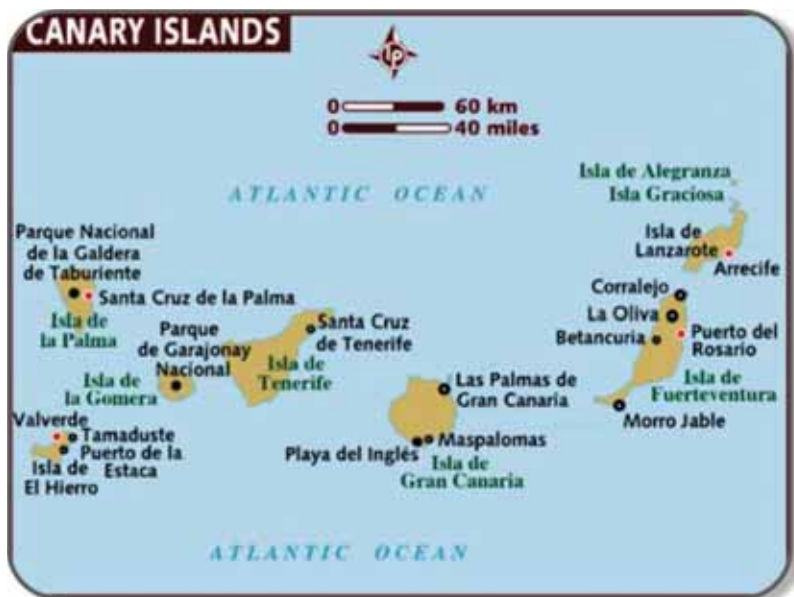 CANARY ISLANDS
lp
0 60 km
0 40 miles
ATLANTIC OCEAN
Isla de Alegranza
Isla Graciosa
Isla de
Lanzarote
Arrecife
Parque Nacional
de la Galdera
de Taburiente
Santa Cruz de la Palma
Isla de
la Palma
Parque
de Garajonay
Nacional
Isla de
la Gomera
Santa Cruz
de Tenerife
Isla de
Tenerife
Corralejo
La Oliva
Betancuria
Puerto del
Rosario
Isla de
Fuerteventura
Morro Jable
Las Palmas de
Gran Canaria
Playa del Inglés
Maspalomas
Isla de
Gran Canaria
Valverde
Tamaduste
Puerto de la
Estaca
Isla de
El Hierro
ATLANTIC OCEAN